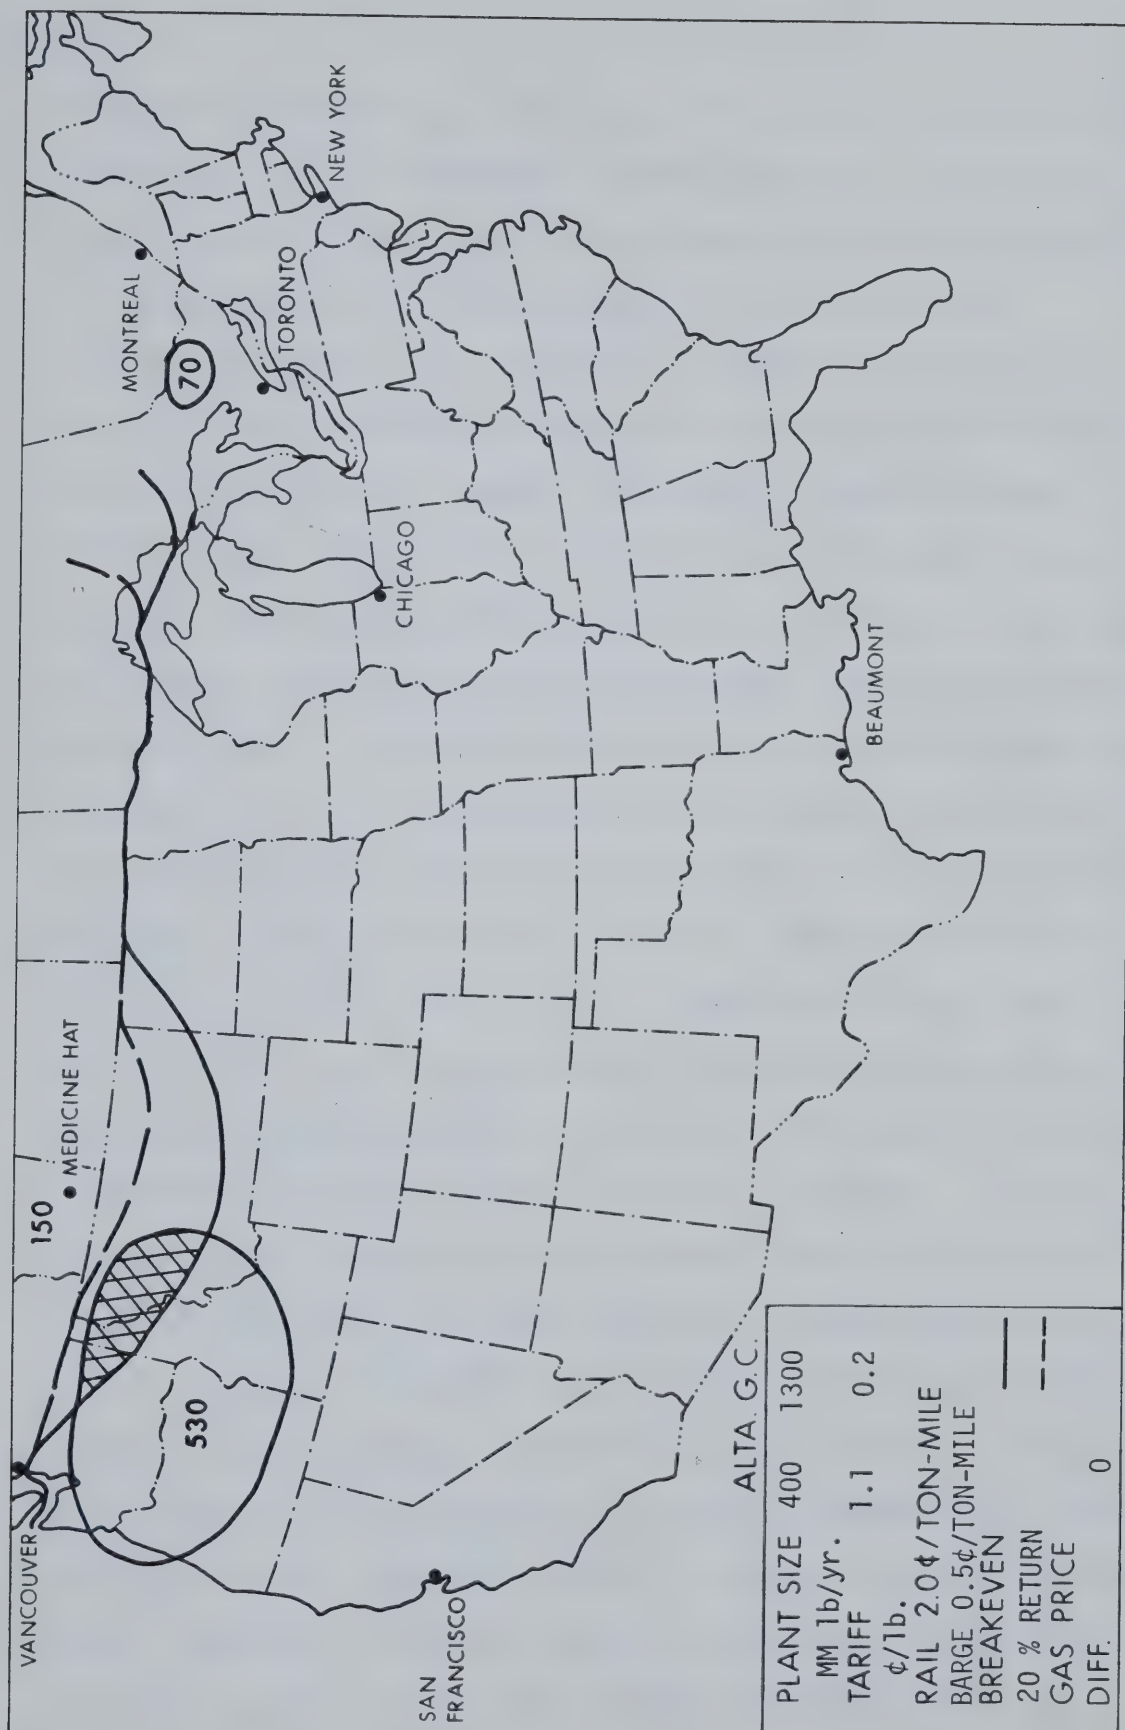 VANCOUVER
150
MEDICINE HAT
MONTREAL
70
TORONTO
NEW YORK
530
CHICAGO
SAN
FRANCISCO
BEAUMONT
ALTA. G.C.
PLANT SIZE 400 1300
MM lb/yr.
TARIFF 1.1 0.2
¢/lb.
RAIL 2.0¢/TON-MILE
BARGE 0.5¢/TON-MILE
BREAKEVEN
20 % RETURN
GAS PRICE
DIFF. 0